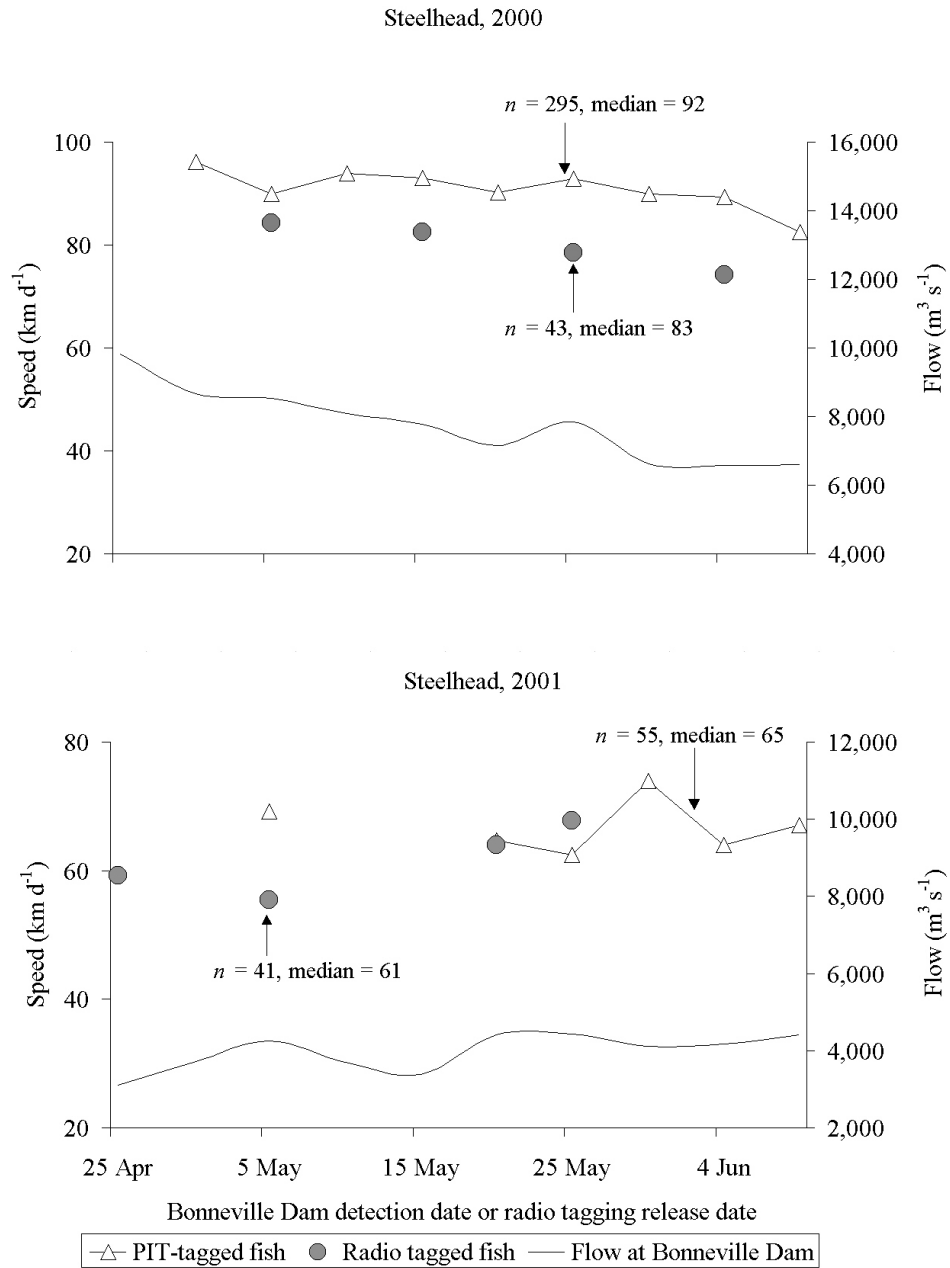 Steelhead, 2000
n = 295, median = 92
100
80
60
40
20
Speed (km d-1)
n = 43, median = 83
16,000
14,000
12,000
10,000
8,000
6,000
4,000
Flow (m3 s-1)
Steelhead, 2001
n = 55, median = 65
80
60
40
20
Speed (km d-1)
n = 41, median = 61
12,000
10,000
8,000
6,000
4,000
2,000
Flow (m3 s-1)
25 Apr 5 May 15 May 25 May 4 Jun
Bonneville Dam detection date or radio tagging release date
PIT-tagged fish Radio tagged fish Flow at Bonneville Dam